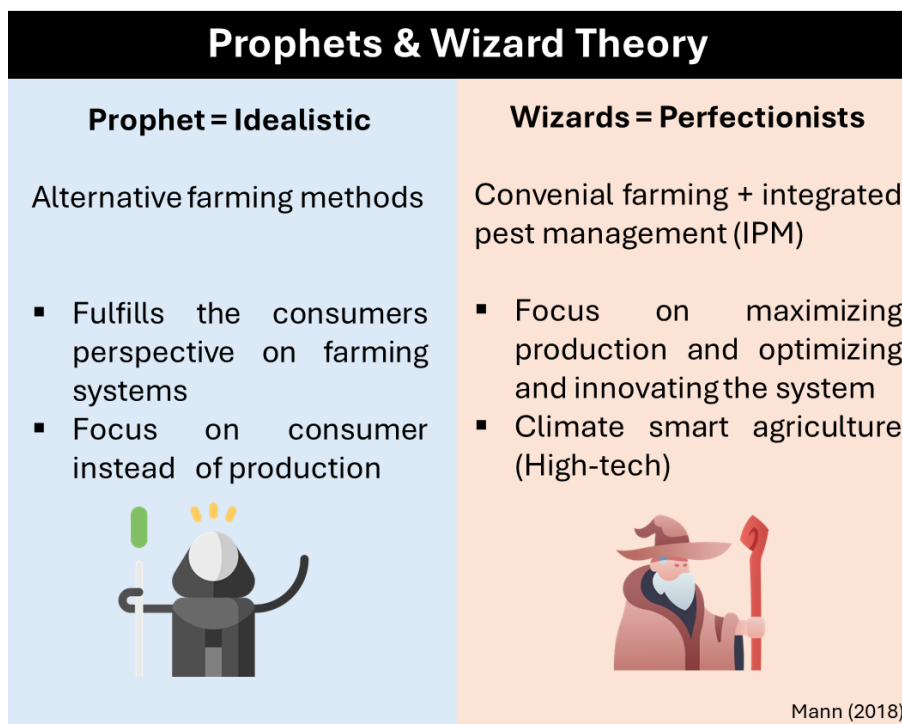 Prophets & Wizard Theory
Prophet = Idealistic
Alternative farming methods
▪ Fulfills the consumers
perspective on farming
systems
▪ Focus on consumer
instead of production
Wizards = Perfectionists
Convenial farming + integrated
pest management (IPM)
▪ Focus on maximizing
production and optimizing
and innovating the system
▪ Climate smart agriculture
(High-tech)
Mann (2018)